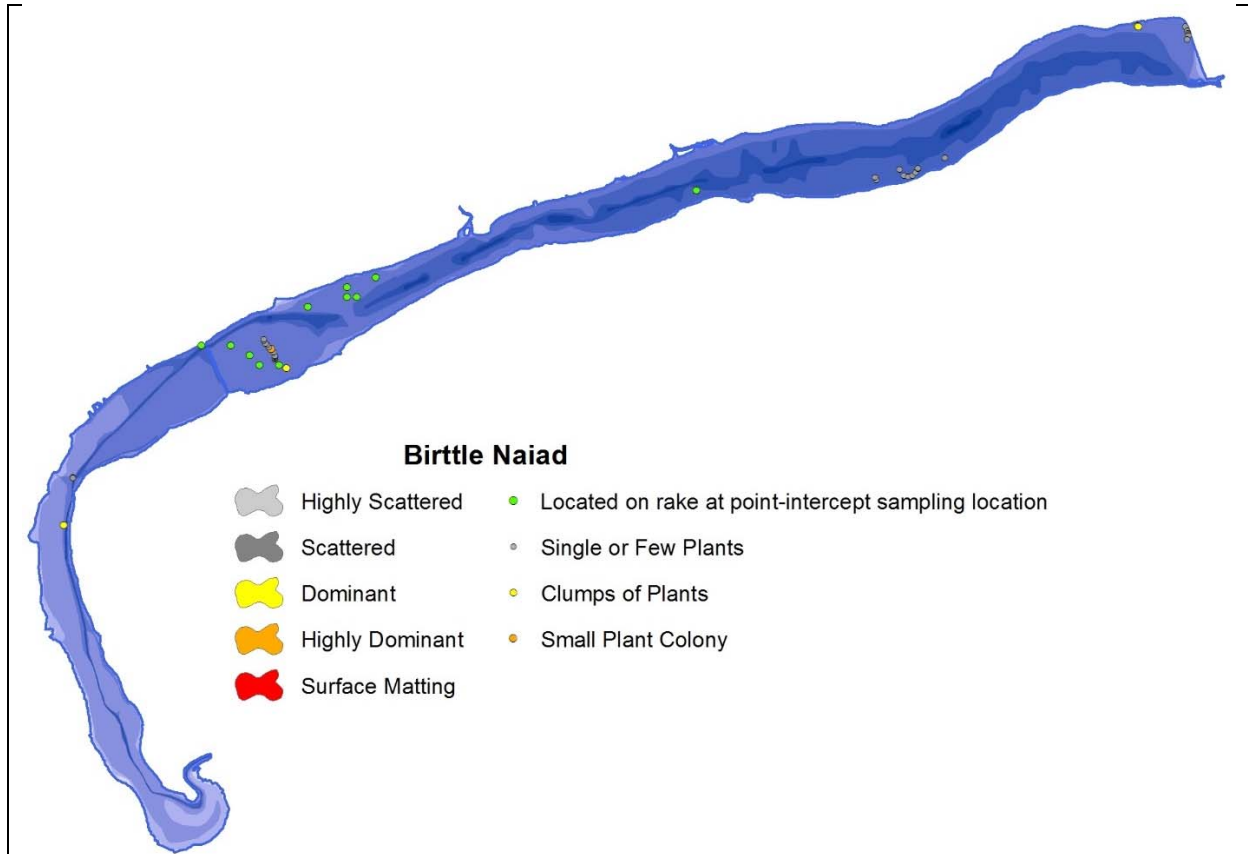 Birttle Naiad
Highly Scattered
Located on rake at point-intercept sampling location
Scattered
Single or Few Plants
Dominant
Clumps of Plants
Highly Dominant
Small Plant Colony
Surface Matting